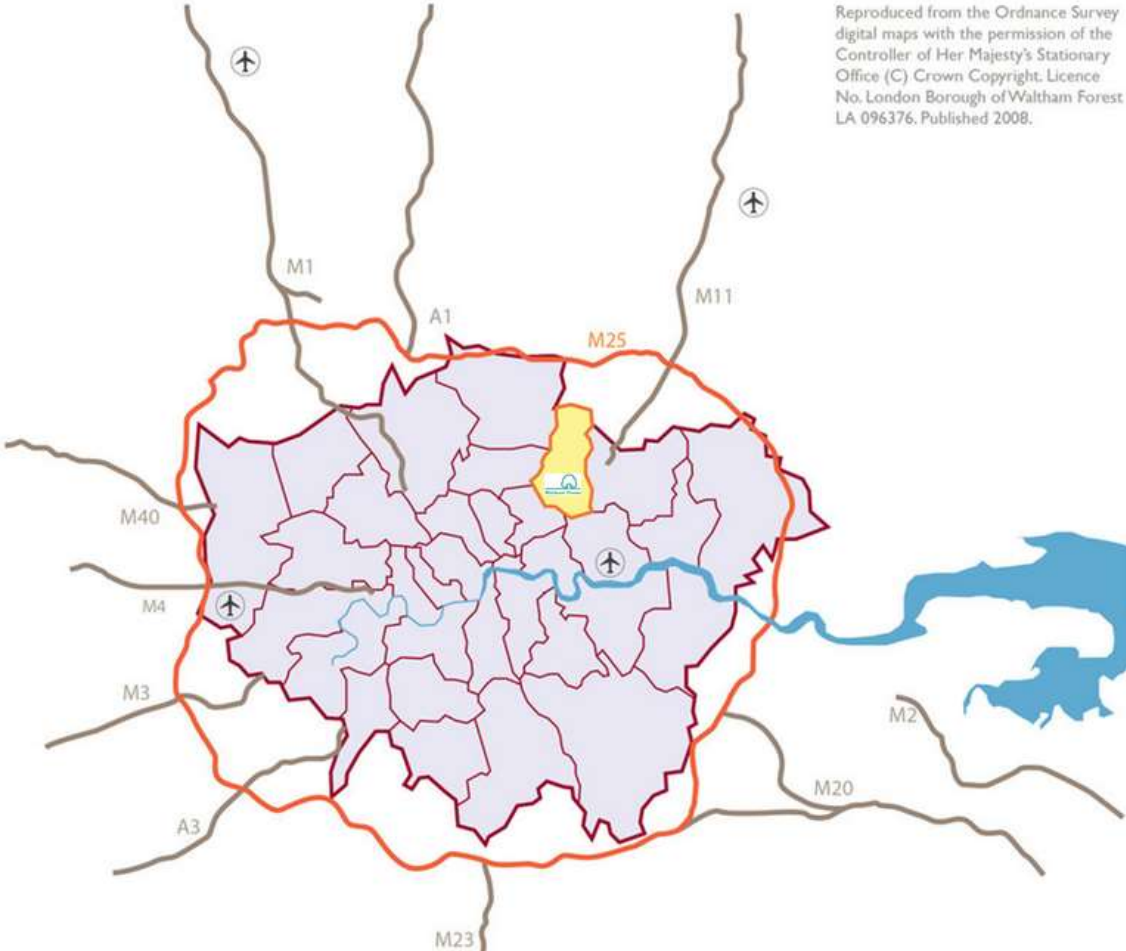 Reproduced from the Ordnance Survey
digital maps with the permission of the
Controller of Her Majesty's Stationary
Office (C) Crown Copyright. Licence
No. London Borough of Waltham Forest
LA 096376. Published 2008.
M1
M11
A1
M25
M40
M4
M3
M2
M20
A3
M23
Waltham Forest